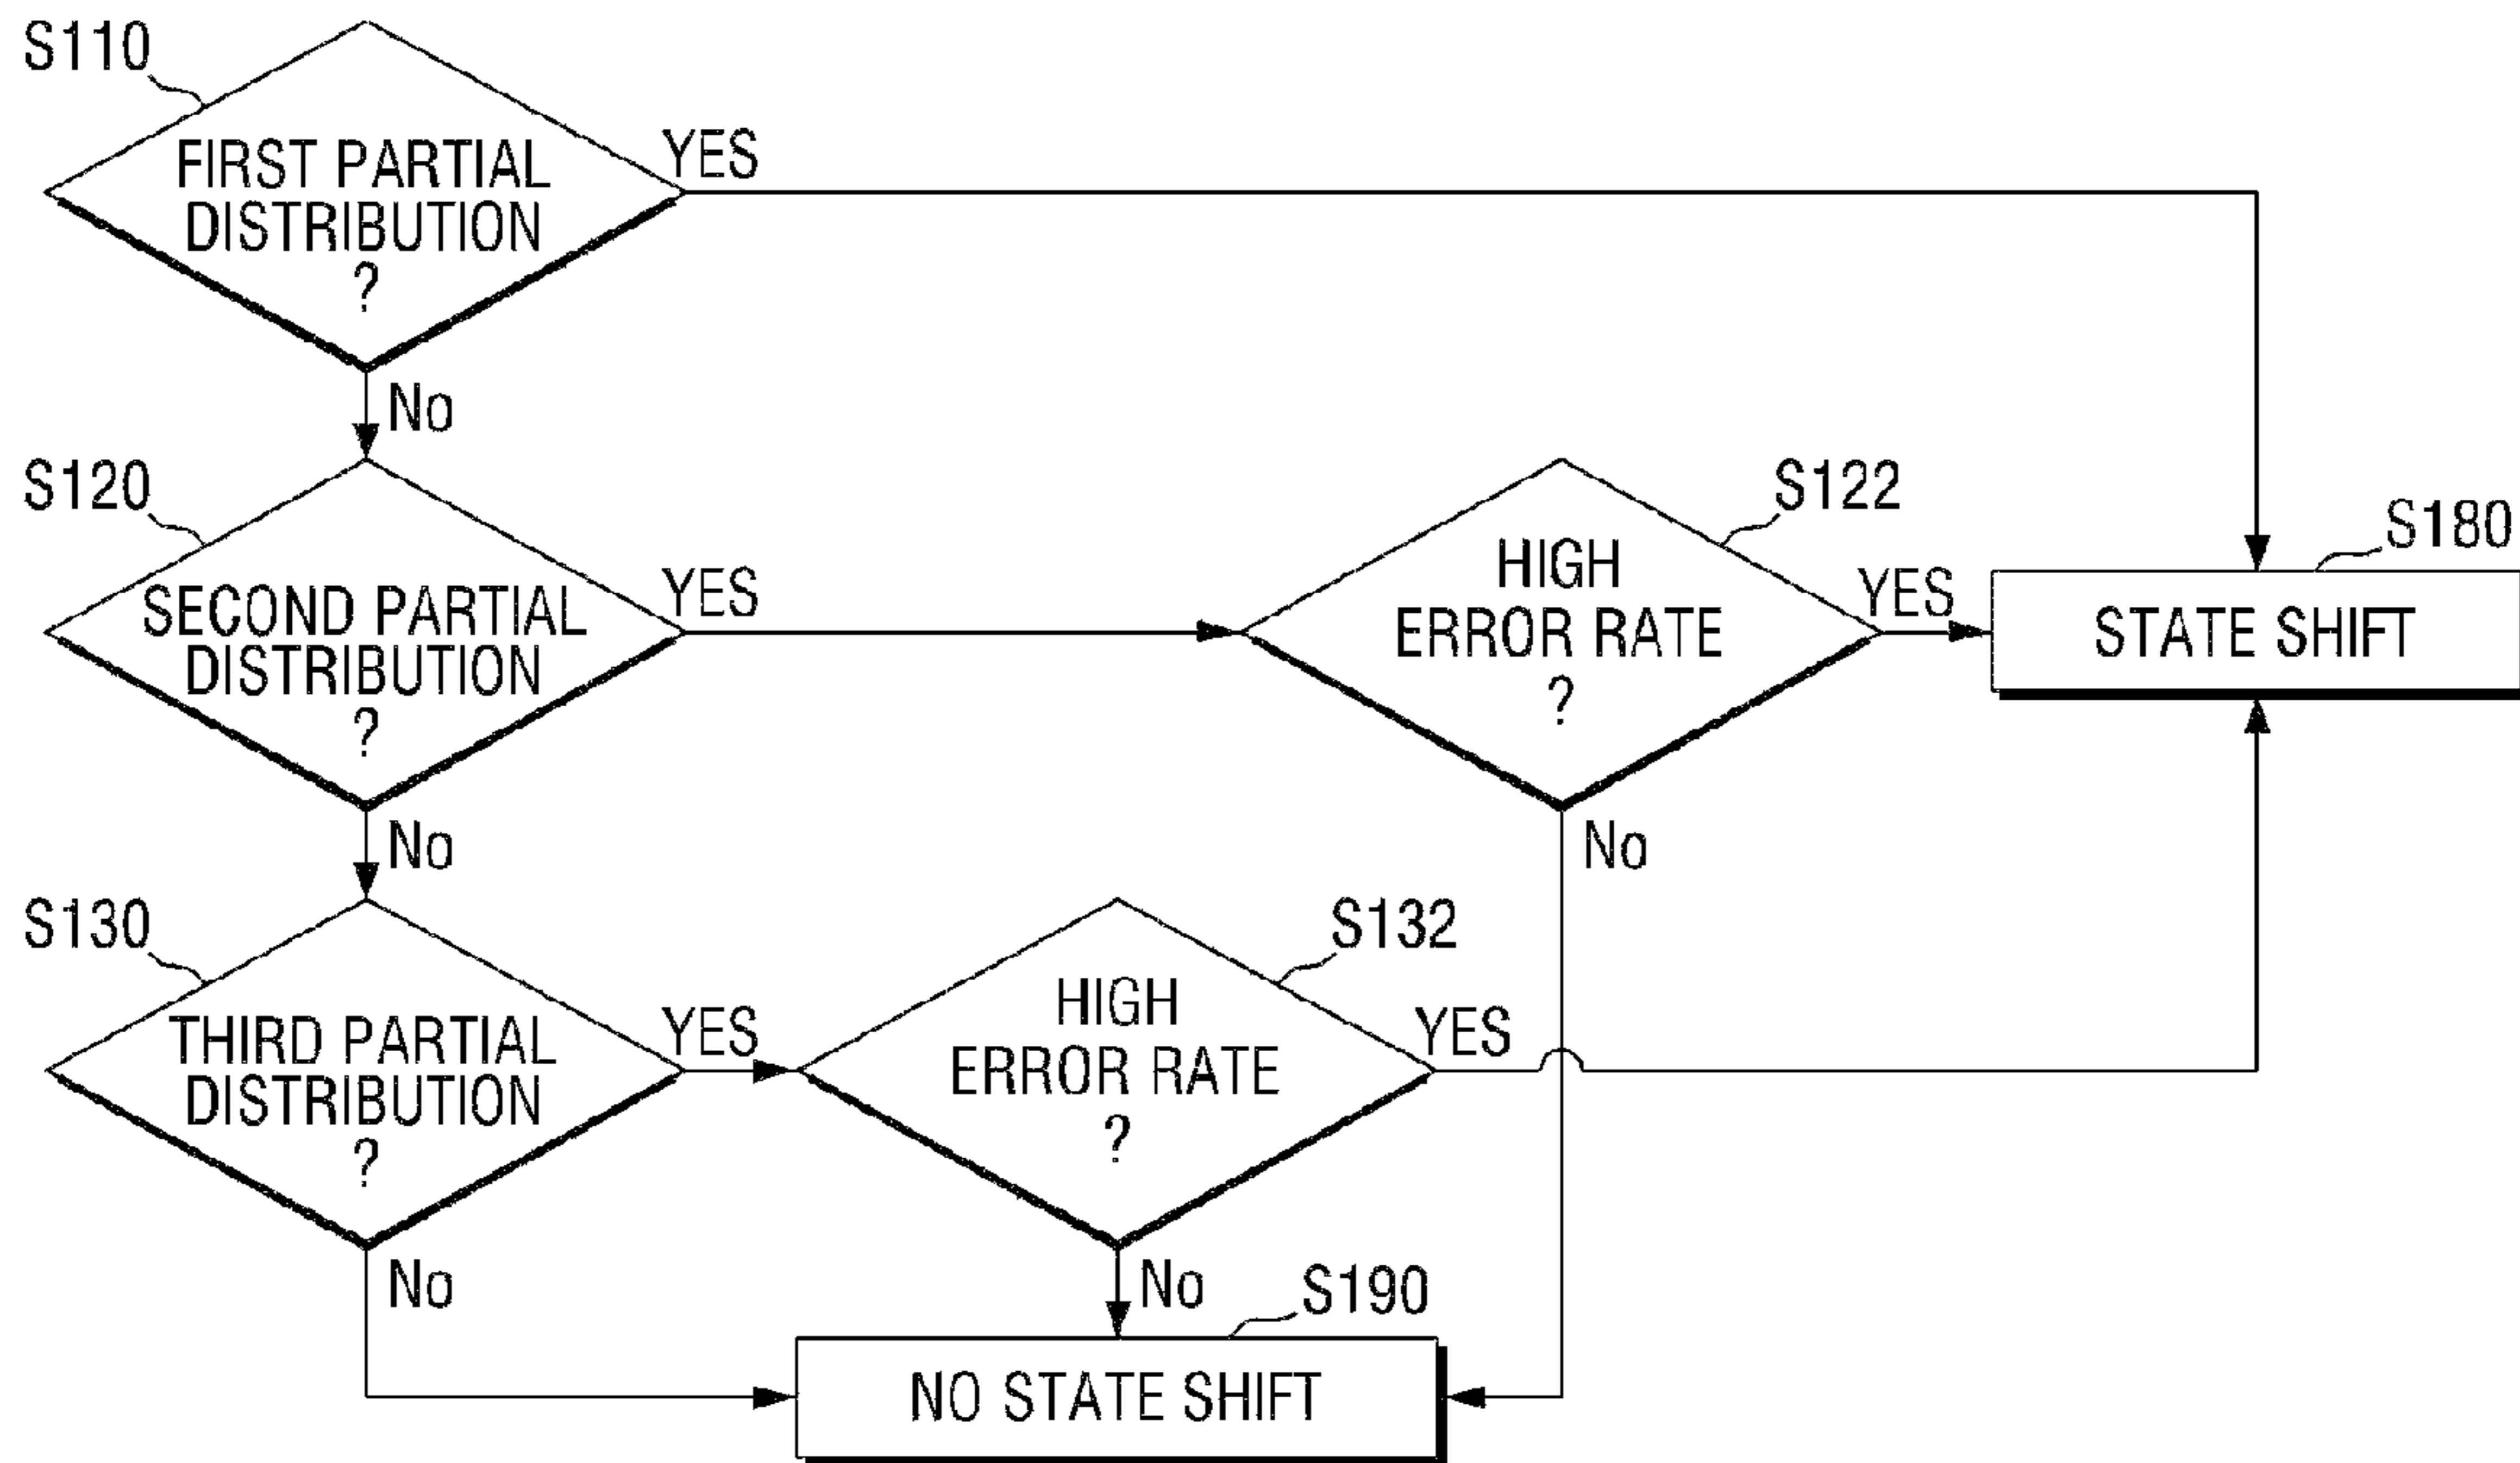 S110
FIRST PARTIAL
DISTRIBUTION
?
YES
No
S120
SECOND PARTIAL
DISTRIBUTION
?
YES
S122
HIGH
ERROR RATE
?
YES
S180
STATE SHIFT
No
No
S130
THIRD PARTIAL
DISTRIBUTION
?
YES
S132
HIGH
ERROR RATE
?
YES
No
No
S190
NO STATE SHIFT